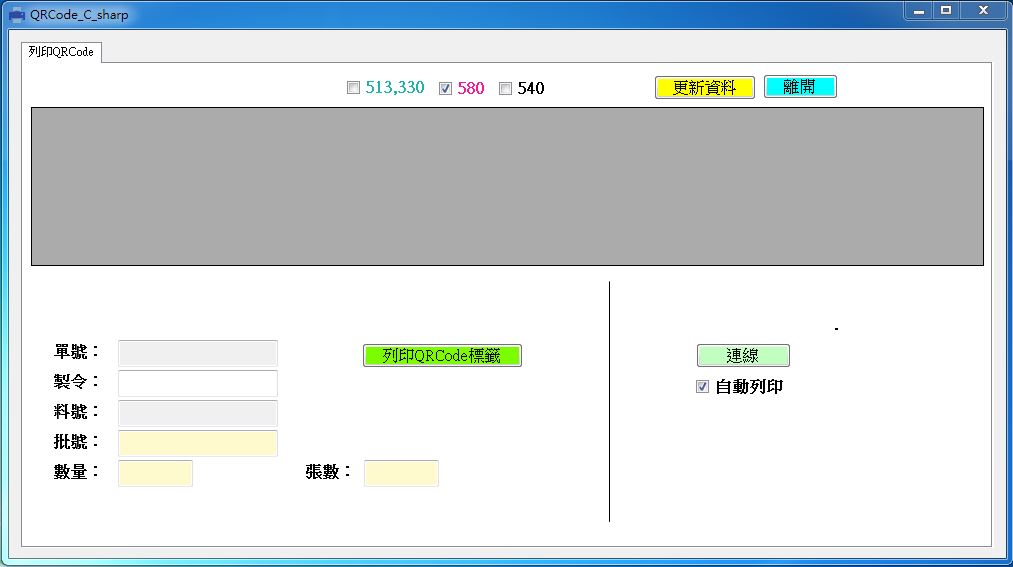 QRCode_C_sharp
列印QRCode
513,330 580 540 更新資料 離開
單號：
製令：
料號：
批號：
數量： 張數：
列印QRCode標籤
連線
自動列印